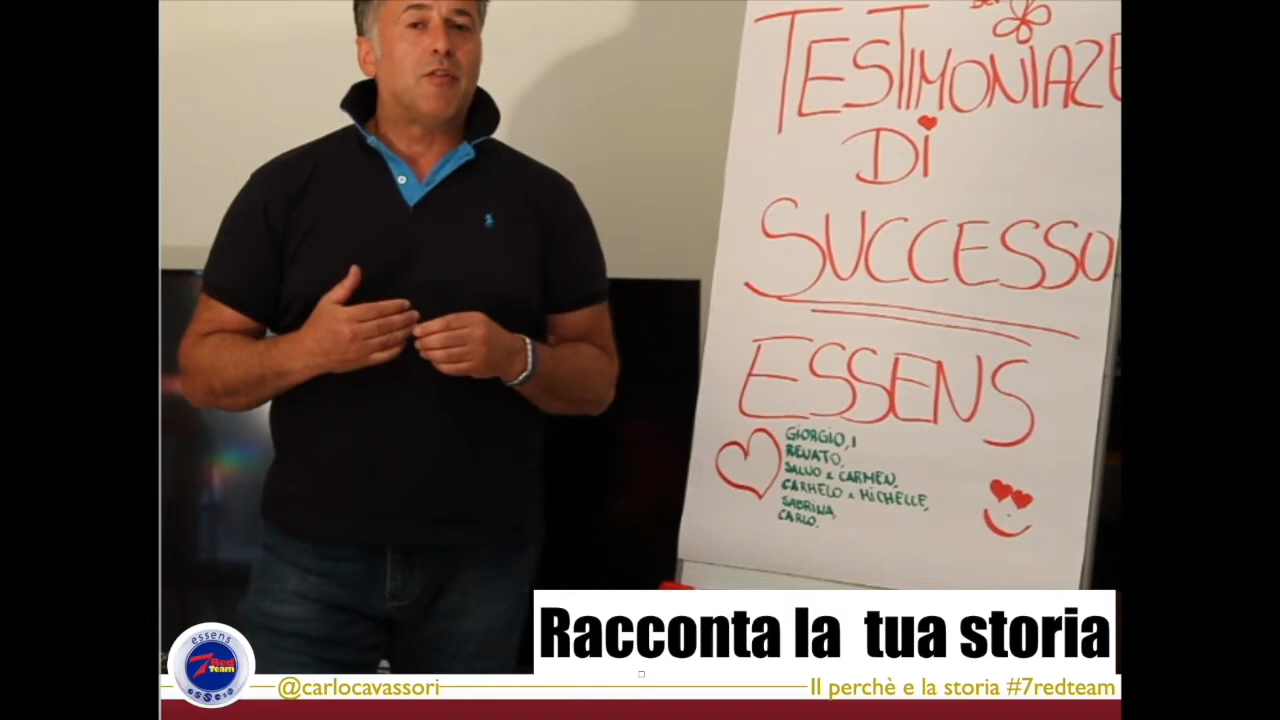 TESTIMONIAZE
Di
SUCCESSO
ESSENS
GIORGIO, I
RENATO,
SALVO e CARMEN,
CARMELO e MICHELLE,
SABRINA,
CARLO.
Racconta la tua storia
essens
7 Red
Team
essens
@carlocavassori
Il perchè e la storia #7redteam